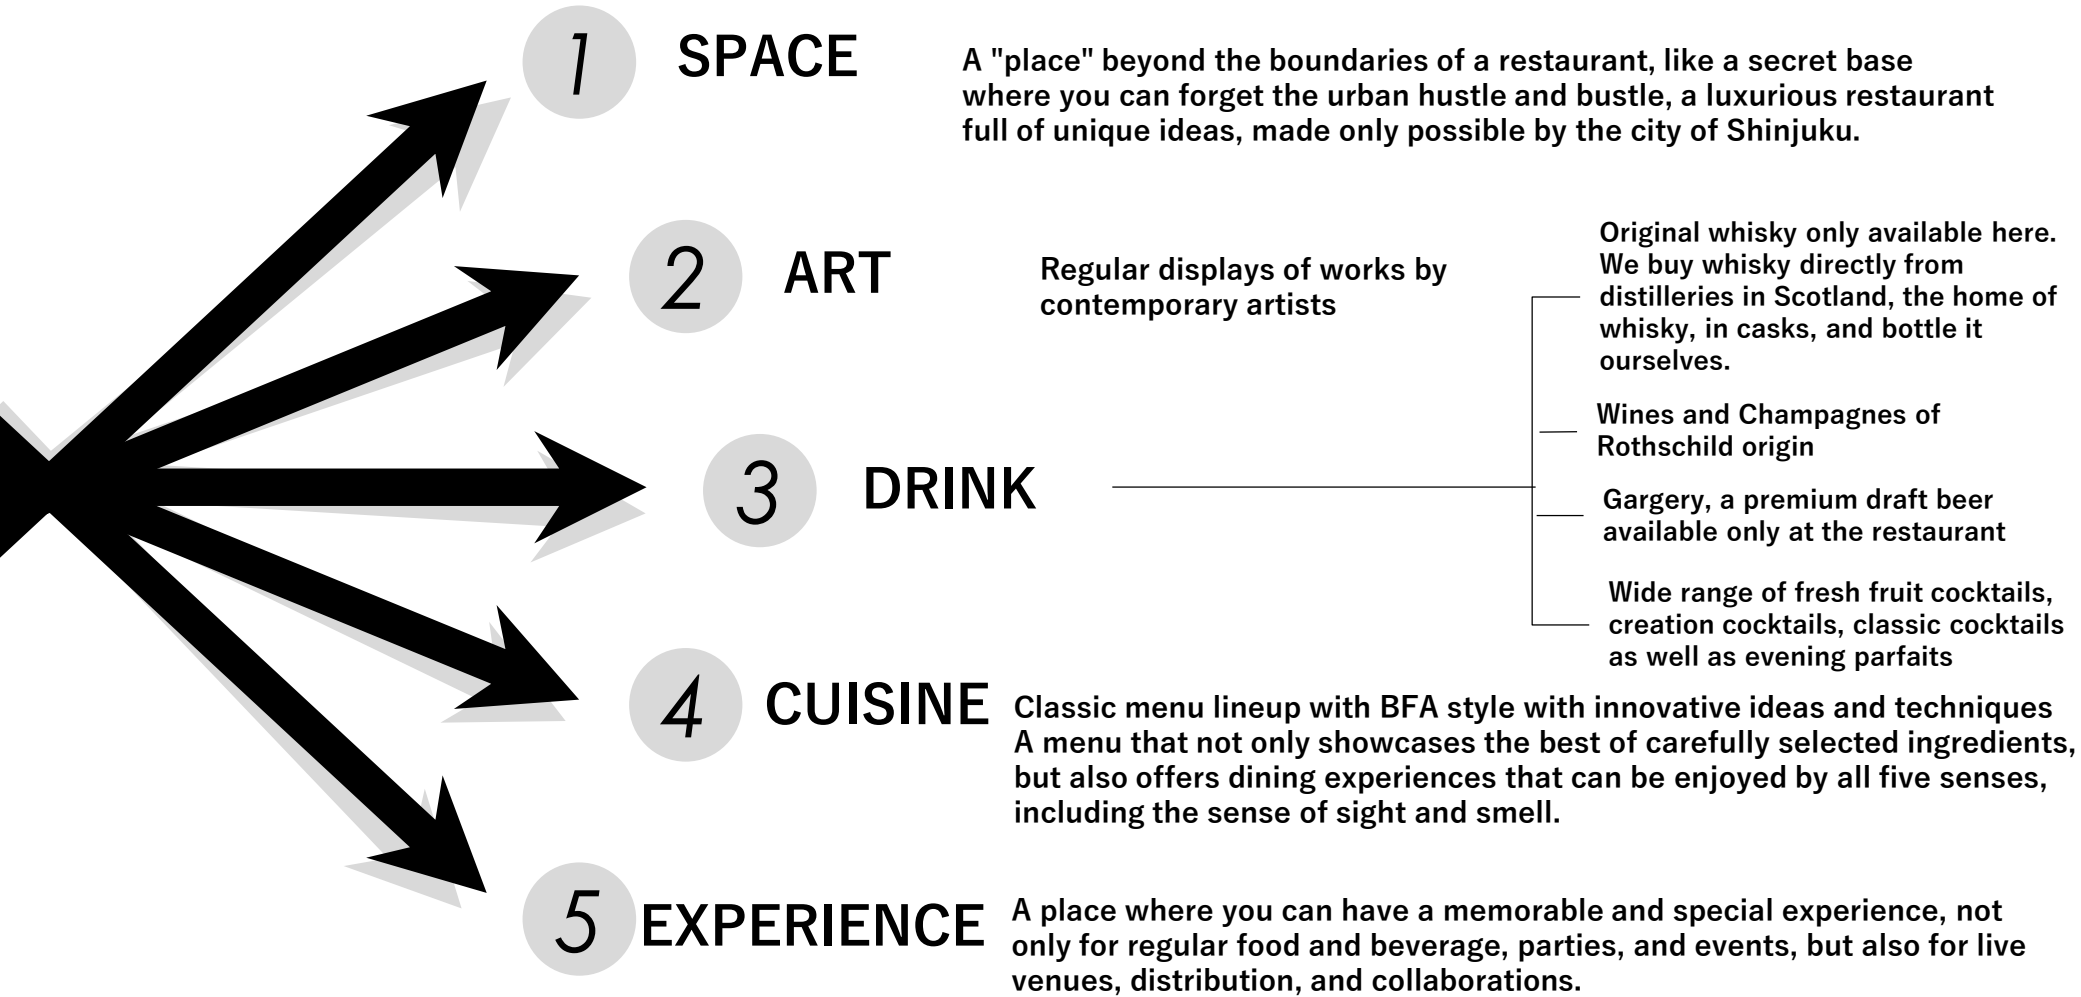 1 SPACE
A "place" beyond the boundaries of a restaurant, like a secret base
where you can forget the urban hustle and bustle, a luxurious restaurant
full of unique ideas, made only possible by the city of Shinjuku.
2 ART
Regular displays of works by
contemporary artists
3 DRINK
Original whisky only available here.
We buy whisky directly from
distilleries in Scotland, the home of
whisky, in casks, and bottle it
ourselves.
Wines and Champagnes of
Rothschild origin
Gargery, a premium draft beer
available only at the restaurant
Wide range of fresh fruit cocktails,
creation cocktails, classic cocktails
as well as evening parfaits
4 CUISINE
Classic menu lineup with BFA style with innovative ideas and techniques
A menu that not only showcases the best of carefully selected ingredients,
but also offers dining experiences that can be enjoyed by all five senses,
including the sense of sight and smell.
5 EXPERIENCE
A place where you can have a memorable and special experience, not
only for regular food and beverage, parties, and events, but also for live
venues, distribution, and collaborations.